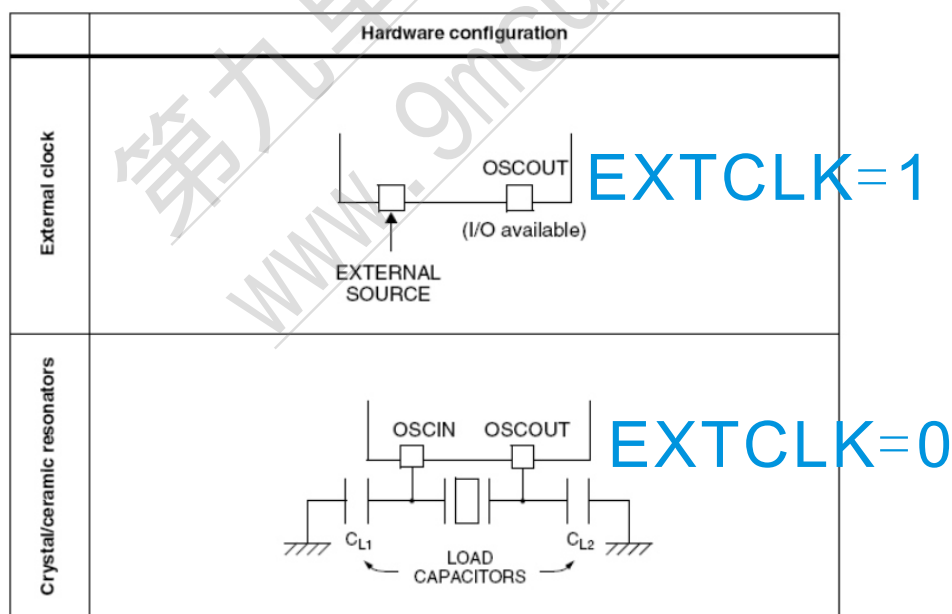 Hardware configuration
External clock
OSCOUT
EXTCLK=1
(I/O available)
EXTERNAL
SOURCE
Crystal/ceramic resonators
OSCIN OSCOUT
EXTCLK=0
CL1
CL2
LOAD
CAPACITORS
第九单
www.9mcu